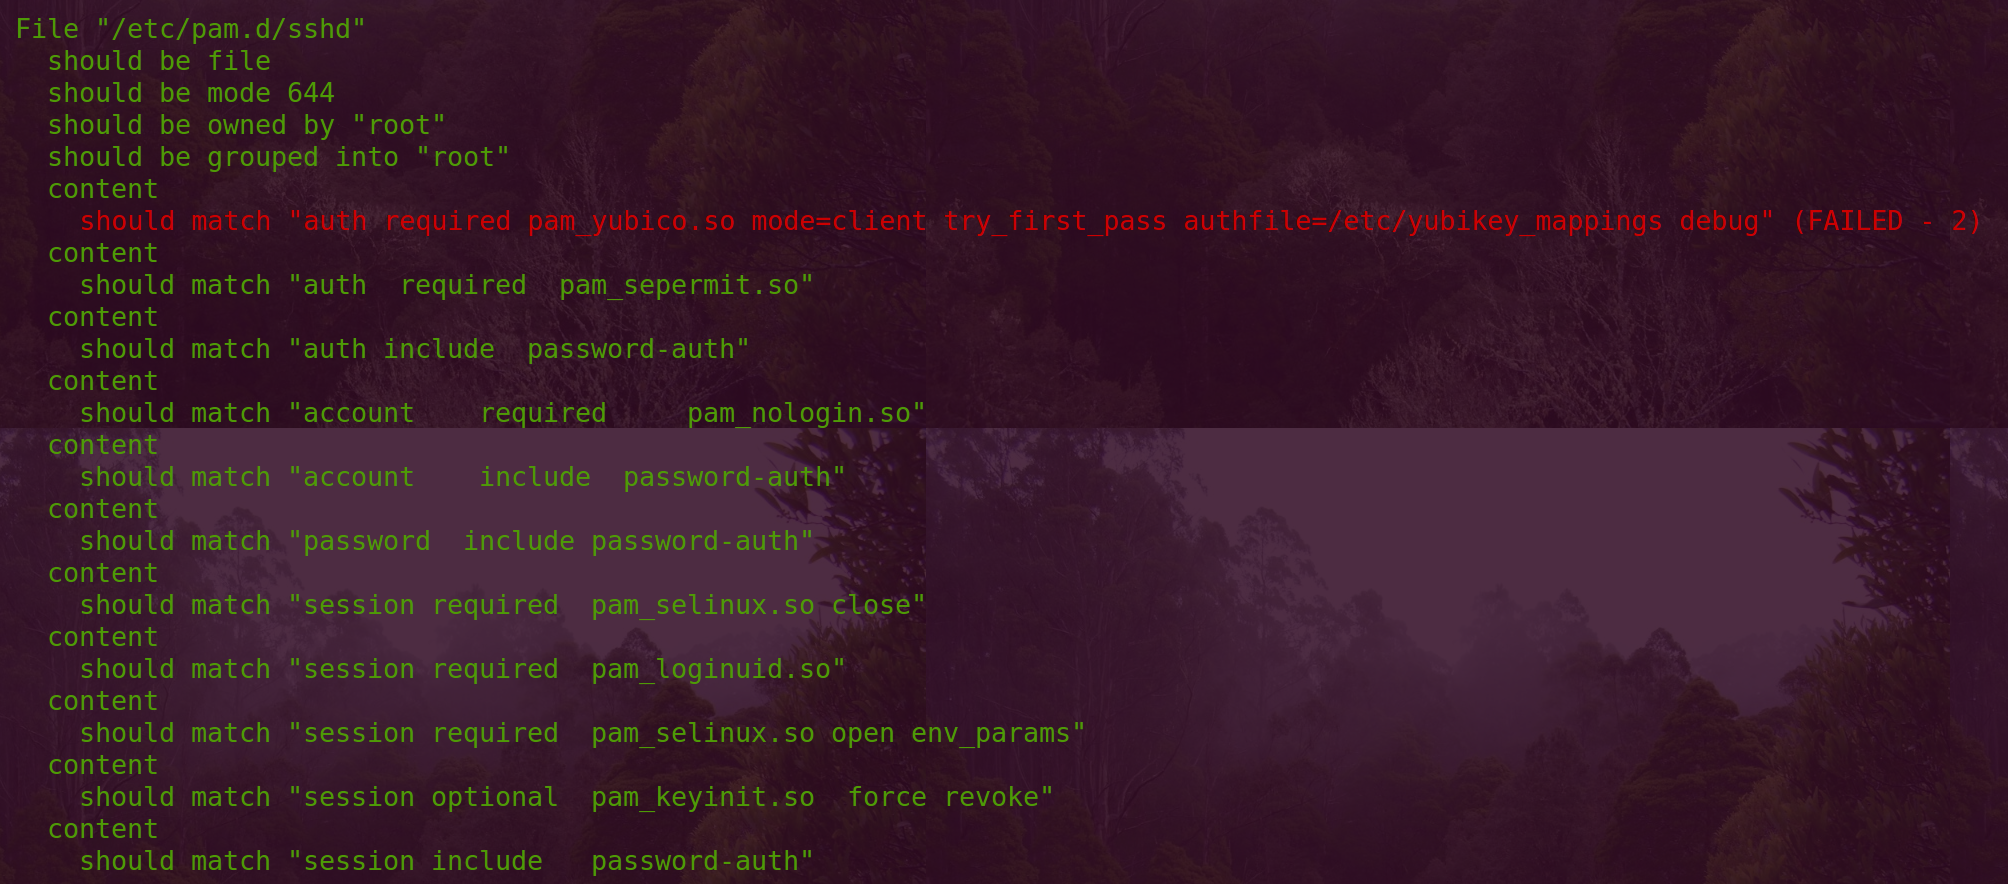 File "/etc/pam.d/sshd"
  should be file
  should be mode 644
  should be owned by "root"
  should be grouped into "root"
  content
    should match "auth required pam_yubico.so mode=client try_first_pass authfile=/etc/yubikey_mappings debug" (FAILED - 2)
  content
    should match "auth  required  pam_sepermit.so"
  content
    should match "auth include  password-auth"
  content
    should match "account    required     pam_nologin.so"
  content
    should match "account    include  password-auth"
  content
    should match "password  include password-auth"
  content
    should match "session required  pam_selinux.so close"
  content
    should match "session required  pam_loginuid.so"
  content
    should match "session required  pam_selinux.so open env_params"
  content
    should match "session optional  pam_keyinit.so  force revoke"
  content
    should match "session include   password-auth"